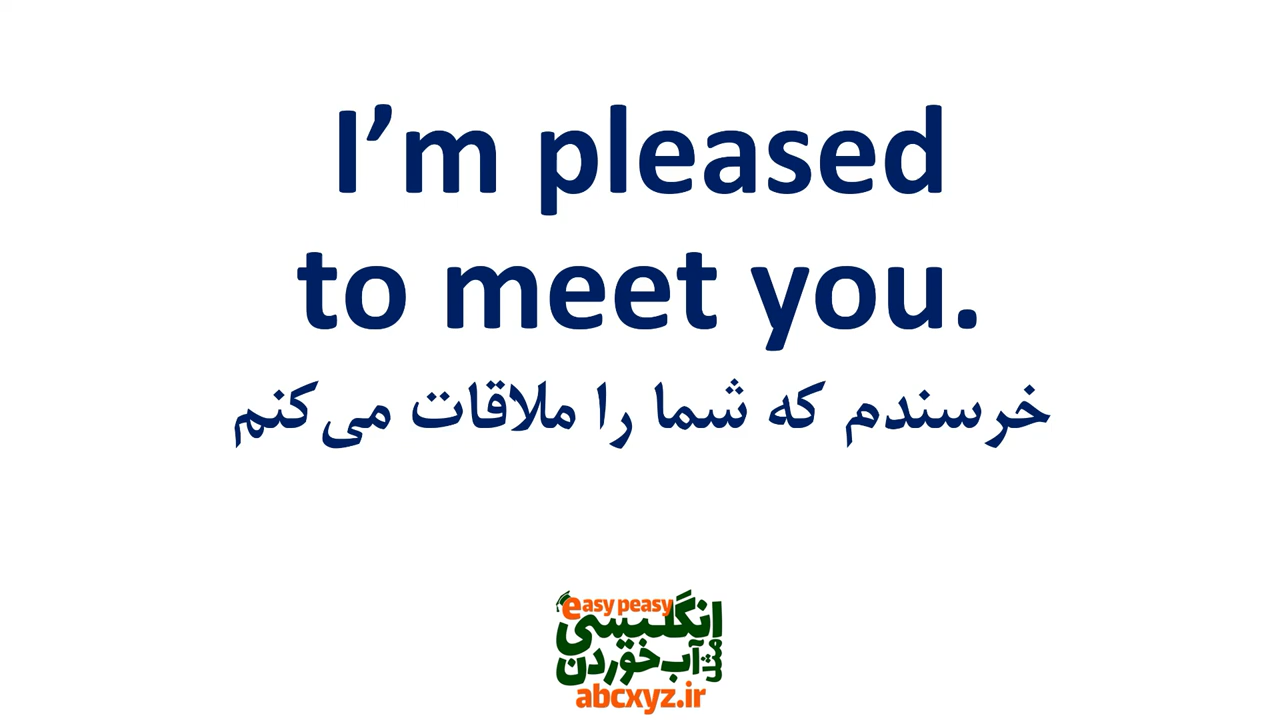 I’m pleased
to meet you.
خرسندم که شما را ملاقات می‌کنم
easy peasy
انگلیسی
مثل آب خوردن
abcxyz.ir